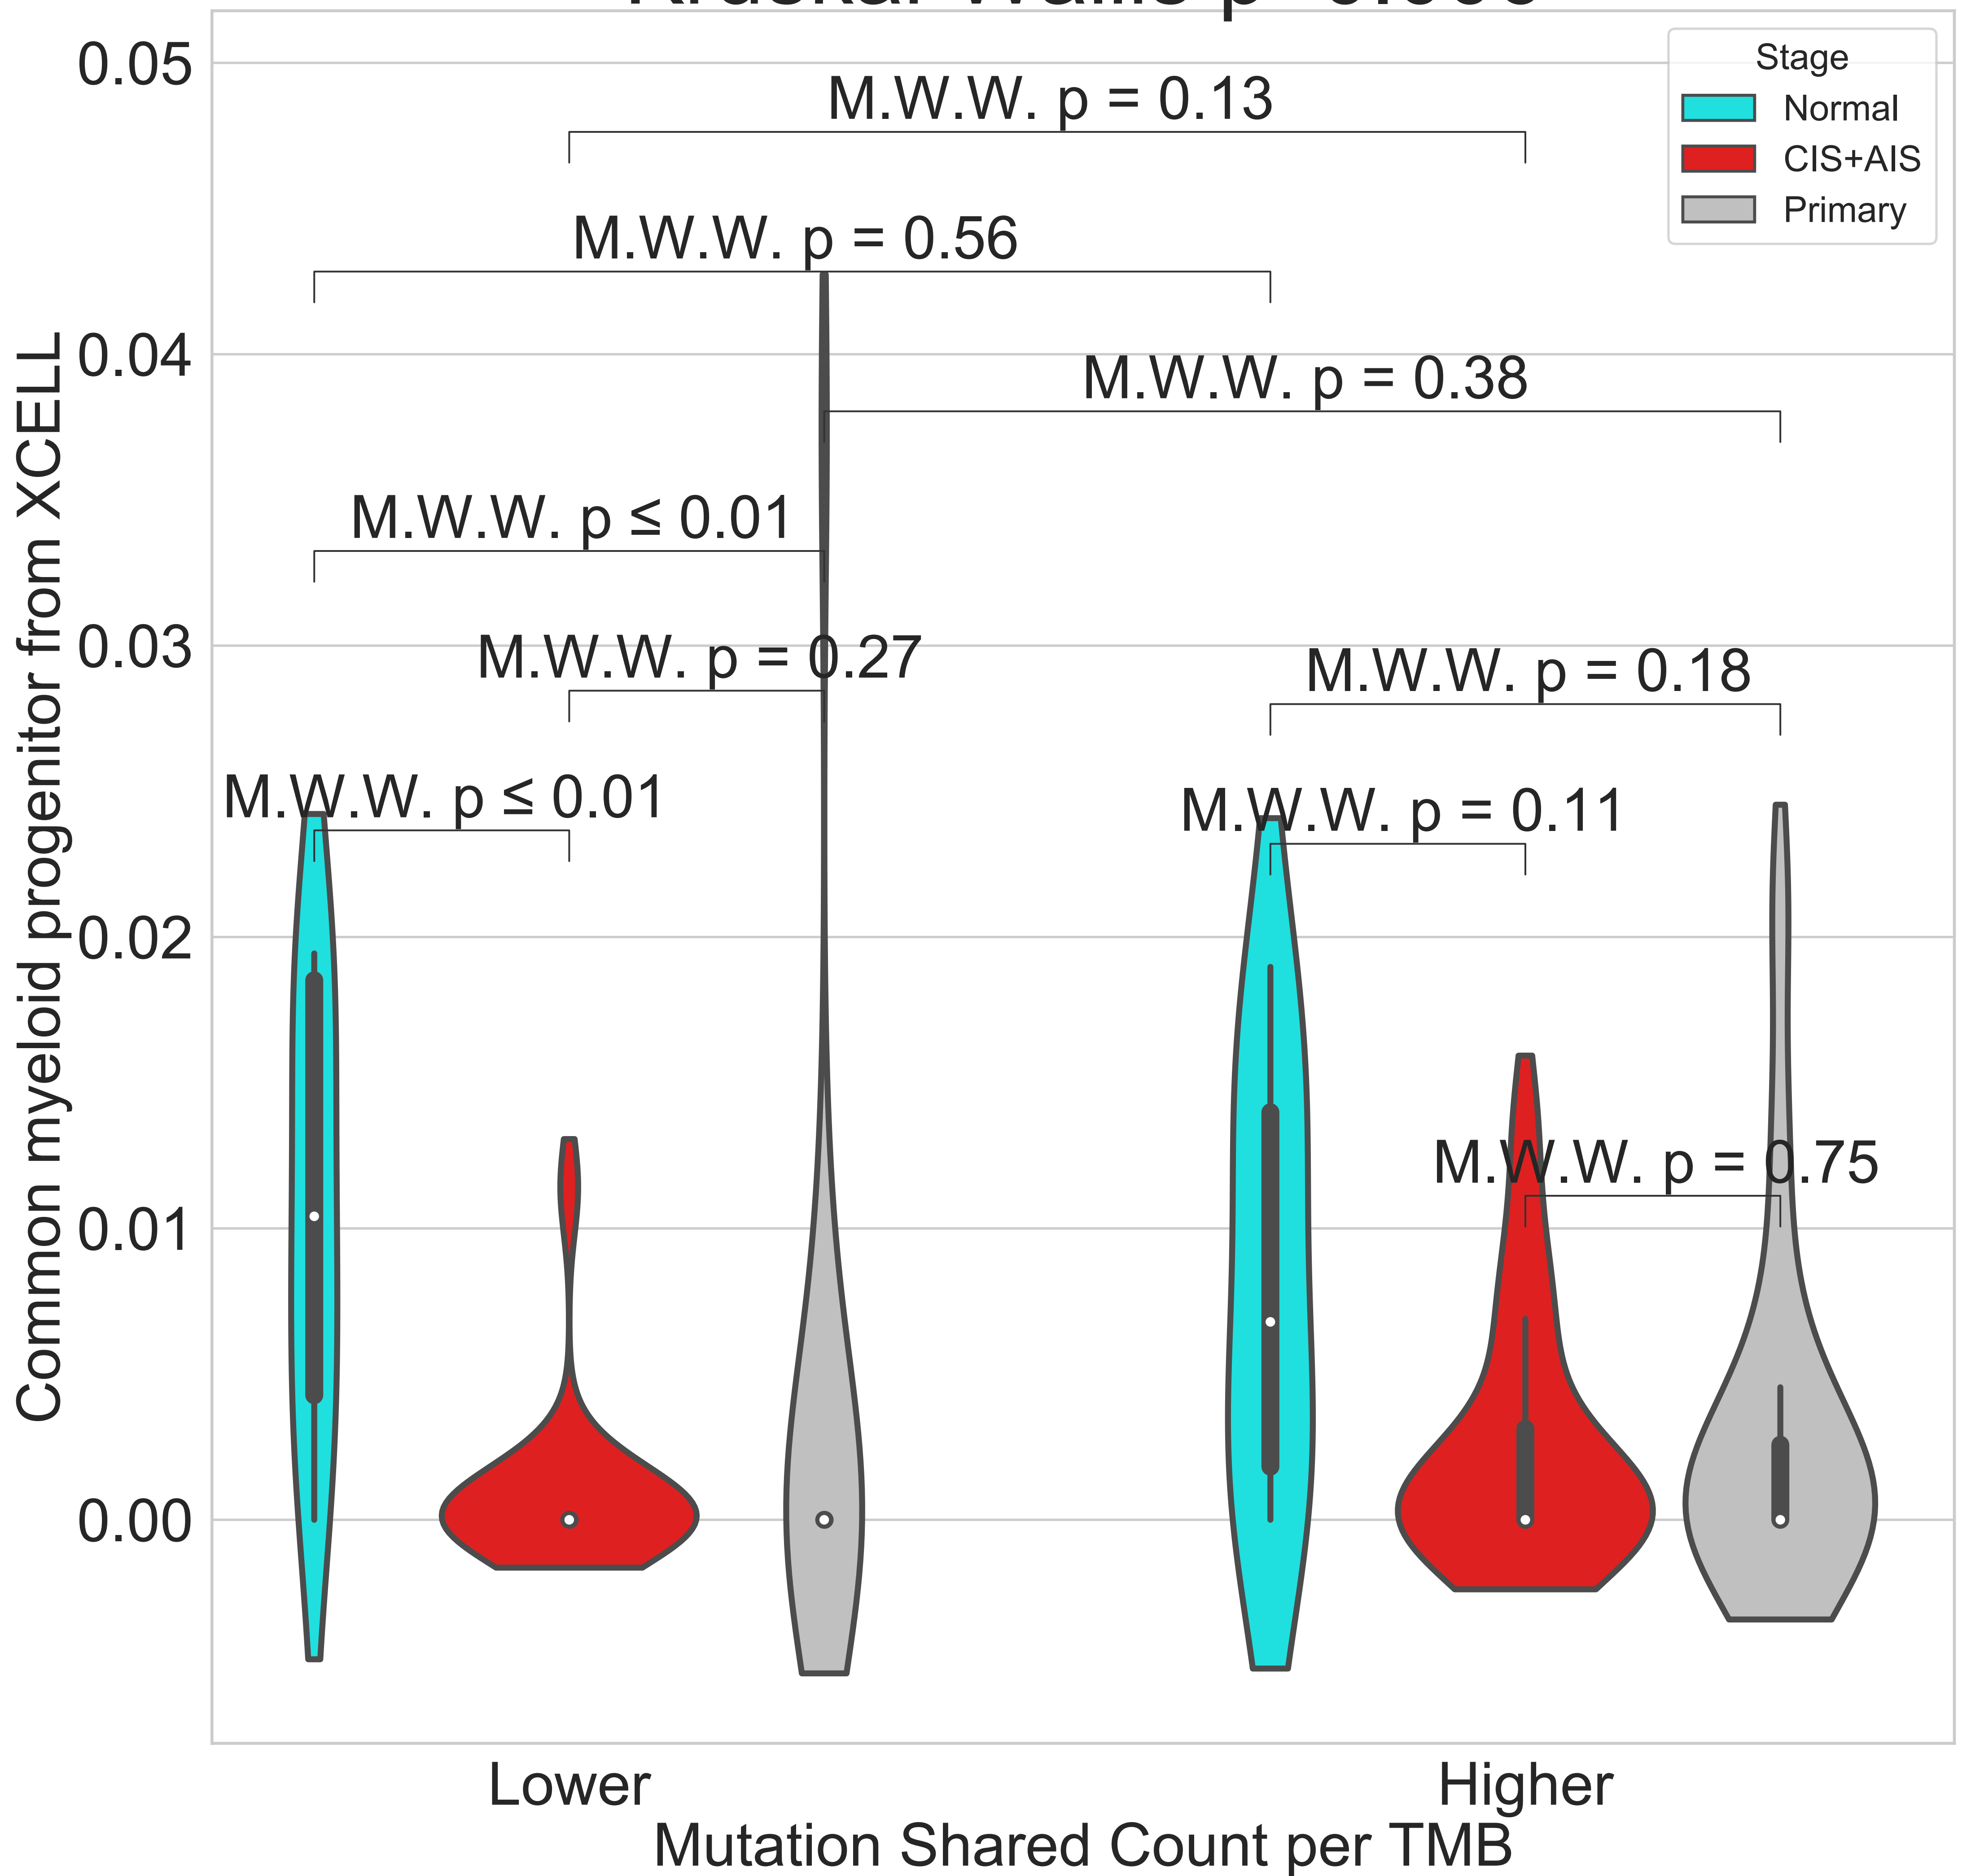 0.05
0.04
0.03
0.02
0.01
0.00
Common myeloid progenitor from XCELL
Stage
Normal
CIS+AIS
Primary
M.W.W. p = 0.13
M.W.W. p = 0.56
M.W.W. p = 0.38
M.W.W. p ≤ 0.01
M.W.W. p = 0.27
M.W.W. p = 0.18
M.W.W. p ≤ 0.01
M.W.W. p = 0.11
M.W.W. p = 0.75
Lower
Higher
Mutation Shared Count per TMB